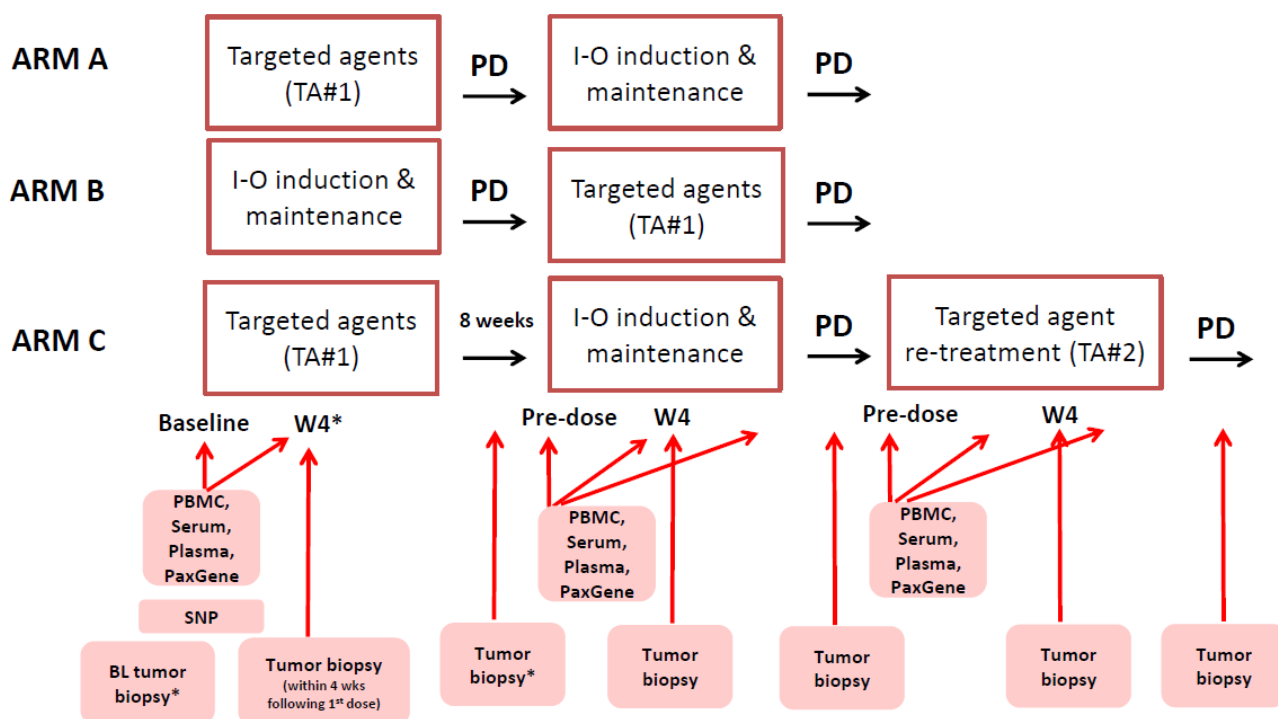 ARM A
Targeted agents
(TA#1)
PD
I-O induction &
maintenance
PD
ARM B
I-O induction &
maintenance
PD
Targeted agents
(TA#1)
PD
ARM C
Targeted agents
(TA#1)
8 weeks
I-O induction &
maintenance
PD
Targeted agent
re-treatment (TA#2)
PD
Baseline
W4*
Pre-dose
W4
Pre-dose
W4
PBMC,
Serum,
Plasma,
PaxGene
PBMC,
Serum,
Plasma,
PaxGene
PBMC,
Serum,
Plasma,
PaxGene
SNP
BL tumor
biopsy*
Tumor biopsy
(within 4 wks
following 1st dose)
Tumor
biopsy*
Tumor
biopsy
Tumor
biopsy
Tumor
biopsy
Tumor
biopsy